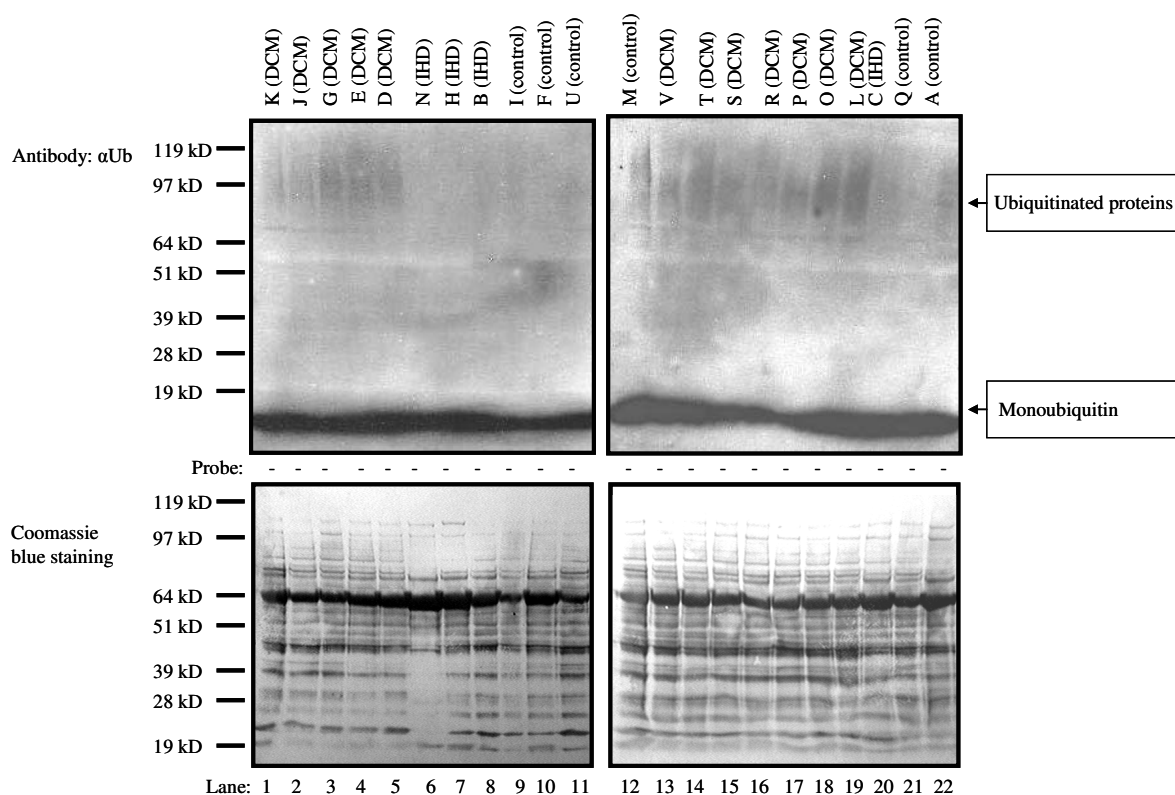 K (DCM)
J (DCM)
G (DCM)
E (DCM)
D (DCM)
N (IHD)
H (IHD)
B (IHD)
I (control)
F (control)
U (control)
M (control)
V (DCM)
T (DCM)
S (DCM)
R (DCM)
P (DCM)
O (DCM)
L (DCM)
C (IHD)
Q (control)
A (control)
Antibody: αUb
119 kD
97 kD
64 kD
51 kD
39 kD
28 kD
19 kD
Ubiquitinated proteins
Monoubiquitin
Probe: - - - - - - - - - - - - - - - - - - - - - -
Coomassie
blue staining
119 kD
97 kD
64 kD
51 kD
39 kD
28 kD
19 kD
Lane: 1 2 3 4 5 6 7 8 9 10 11 12 13 14 15 16 17 18 19 20 21 22